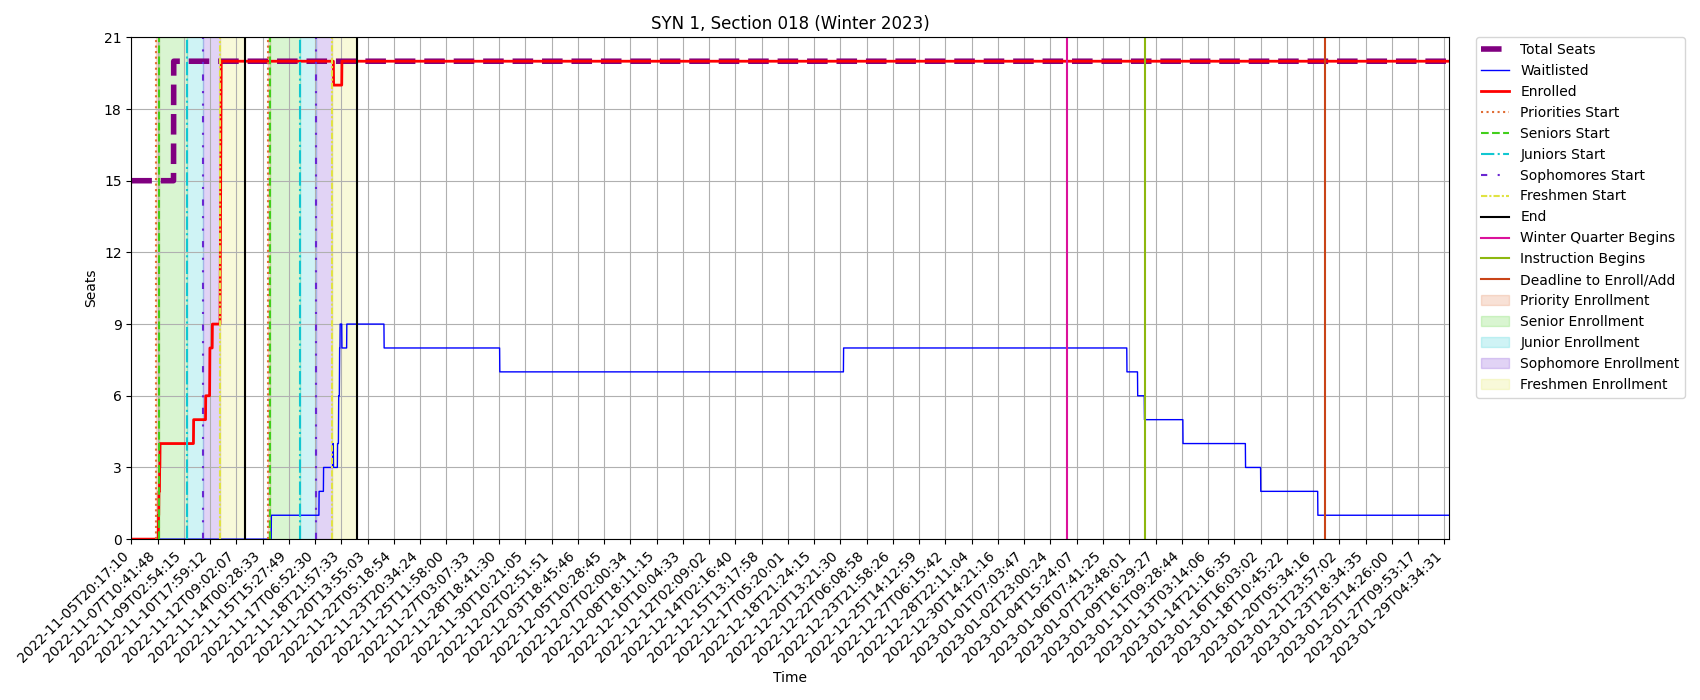 SYN 1, Section 018 (Winter 2023)
21
18
15
12
9
6
3
0
Seats
2022-11-05T20:17:10
2022-11-07T10:41:48
2022-11-09T02:54:15
2022-11-10T17:59:12
2022-11-12T09:02:07
2022-11-14T00:28:33
2022-11-15T15:27:49
2022-11-17T06:52:30
2022-11-18T21:57:33
2022-11-20T13:55:03
2022-11-22T05:18:54
2022-11-23T20:34:24
2022-11-25T11:58:00
2022-11-27T03:07:33
2022-11-28T18:41:30
2022-11-30T10:21:05
2022-12-02T02:51:51
2022-12-03T18:45:46
2022-12-05T10:28:45
2022-12-07T02:00:34
2022-12-08T18:11:15
2022-12-10T10:04:33
2022-12-12T02:09:02
2022-12-14T02:16:40
2022-12-15T13:17:58
2022-12-17T05:20:01
2022-12-18T21:24:15
2022-12-20T13:21:30
2022-12-22T06:08:58
2022-12-23T21:58:26
2022-12-25T14:12:59
2022-12-27T06:15:42
2022-12-28T22:11:04
2022-12-30T14:21:16
2023-01-01T07:03:47
2023-01-02T23:00:24
2023-01-04T15:24:07
2023-01-06T07:41:25
2023-01-07T23:48:01
2023-01-09T16:29:27
2023-01-11T09:28:44
2023-01-13T03:14:06
2023-01-14T21:16:35
2023-01-16T16:03:02
2023-01-18T10:45:22
2023-01-20T05:34:16
2023-01-21T23:57:02
2023-01-23T18:34:35
2023-01-25T14:26:00
2023-01-27T09:53:17
2023-01-29T04:34:31
Time
Total Seats
Waitlisted
Enrolled
Priorities Start
Seniors Start
Juniors Start
Sophomores Start
Freshmen Start
End
Winter Quarter Begins
Instruction Begins
Deadline to Enroll/Add
Priority Enrollment
Senior Enrollment
Junior Enrollment
Sophomore Enrollment
Freshmen Enrollment